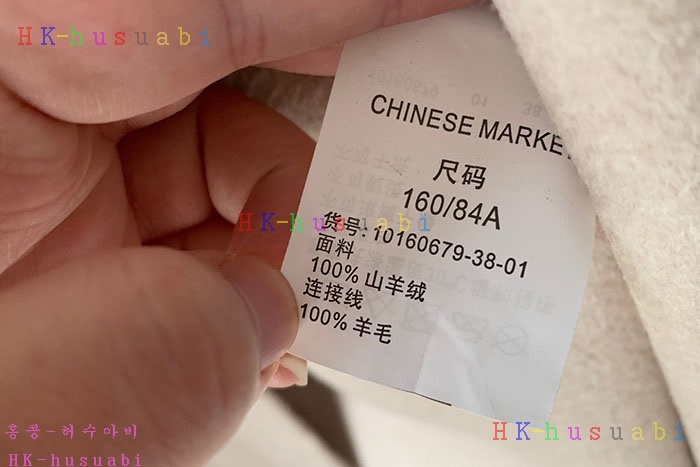 HK-husuabi
CHINESE MARKE
尺码
160/84A
HK-husuabi
货号: 10160679-38-01
面料
100% 山羊绒
连接线
100% 羊毛
홍콩-허수아비
HK-husuabi
HK-husuabi